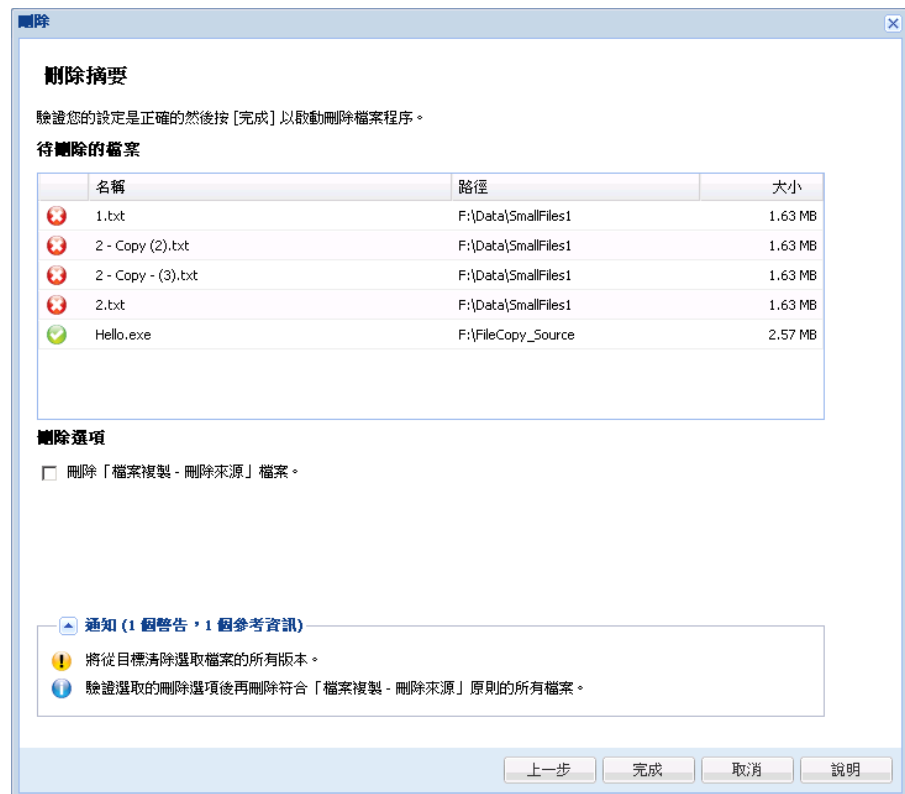 刪除
刪除摘要
驗證您的設定是正確的然後按 [完成] 以啟動刪除檔案程序。
待刪除的檔案
名稱 路徑 大小
1.txt F:\Data\SmallFiles1 1.63 MB
2 - Copy (2).txt F:\Data\SmallFiles1 1.63 MB
2 - Copy - (3).txt F:\Data\SmallFiles1 1.63 MB
2.txt F:\Data\SmallFiles1 1.63 MB
Hello.exe F:\FileCopy_Source 2.57 MB
刪除選項
刪除「檔案複製 - 刪除來源」檔案。
通知 (1 個警告，1 個參考資訊)
將從目標清除選取檔案的所有版本。
驗證選取的刪除選項後再刪除符合「檔案複製 - 刪除來源」原則的所有檔案。
上一步 完成 取消 說明